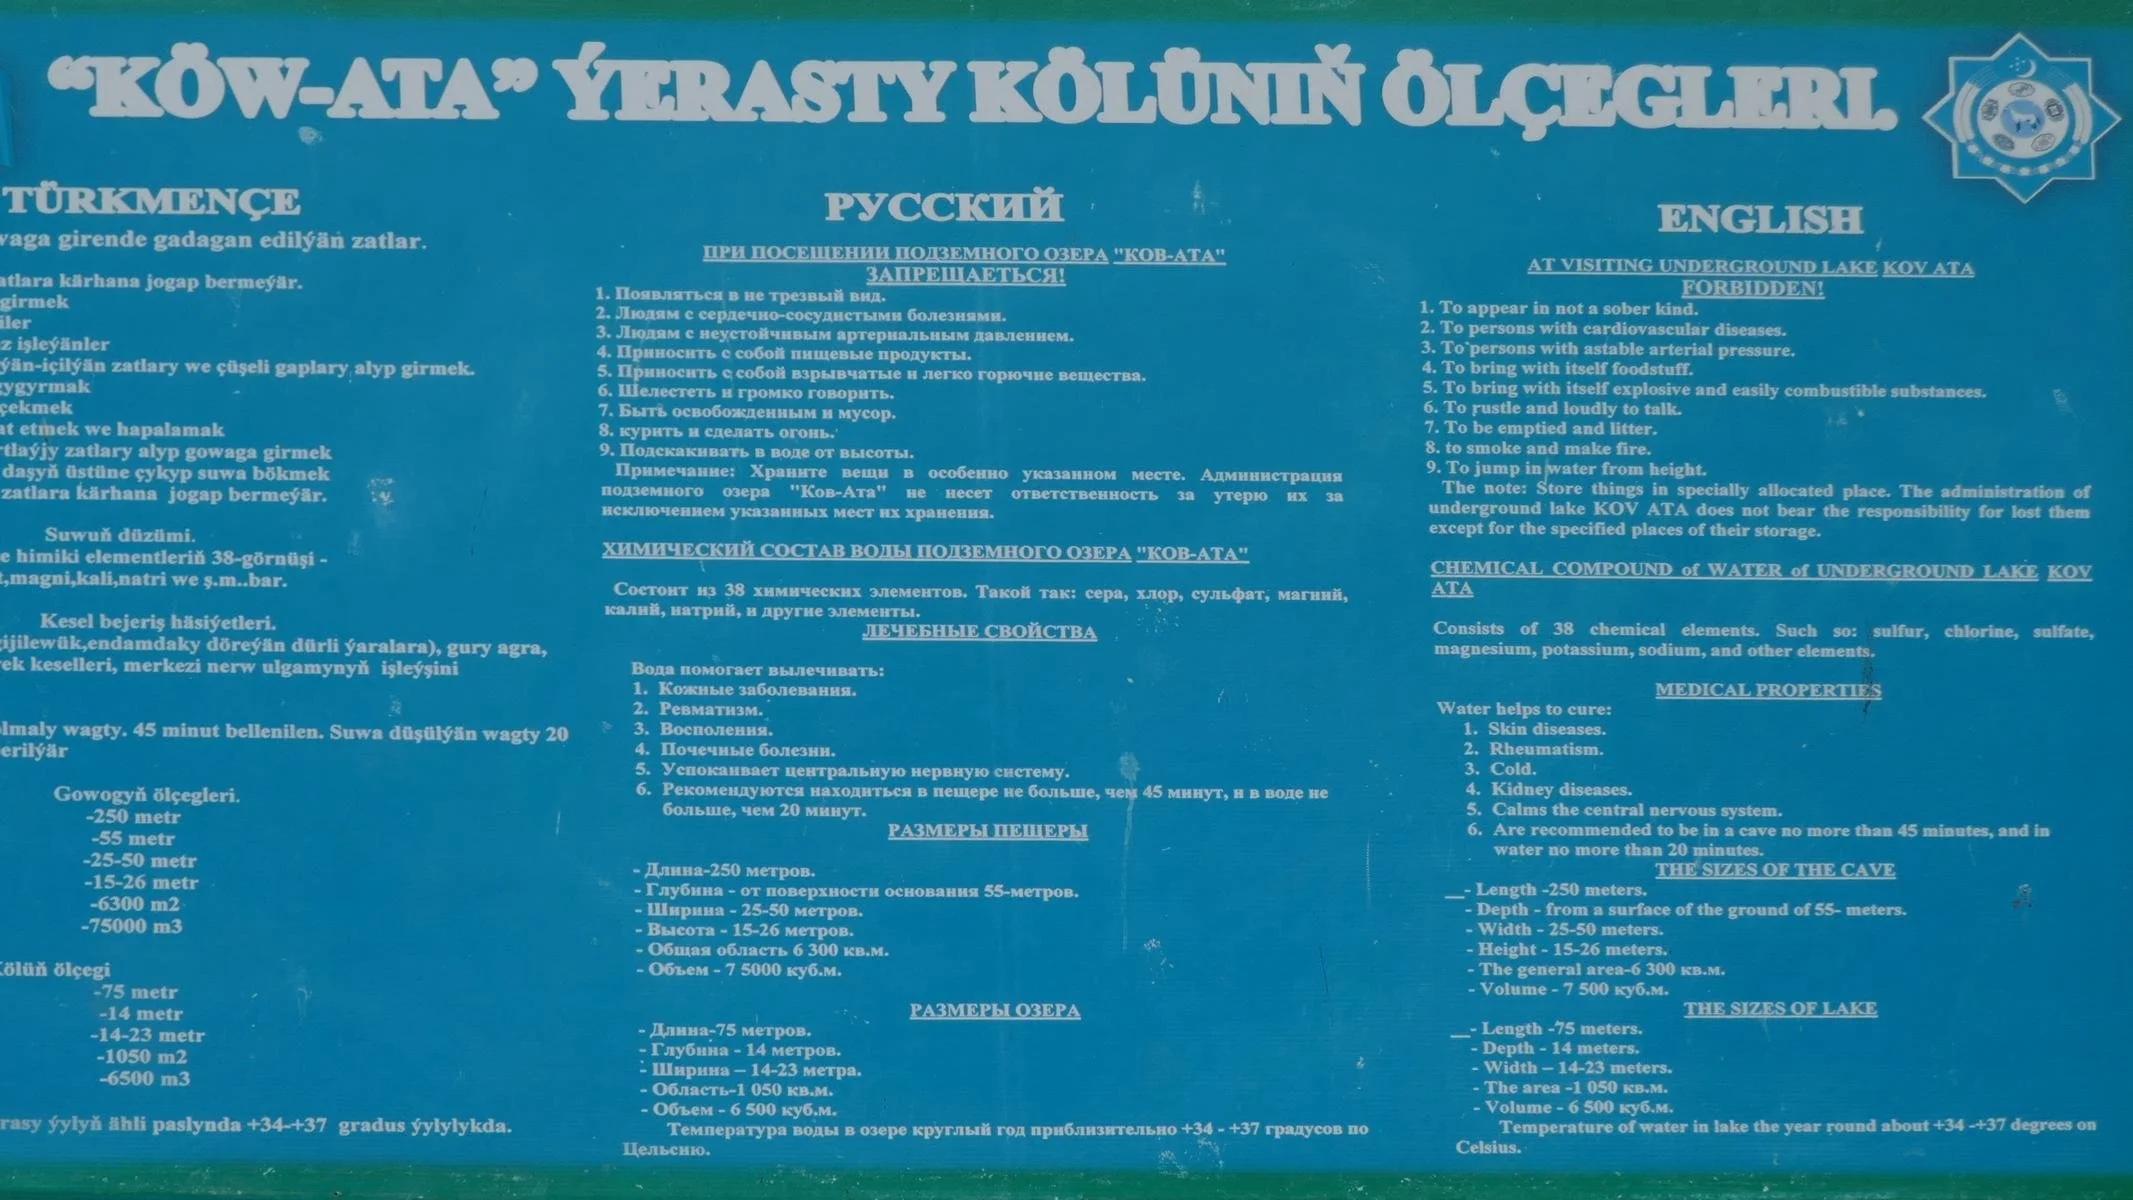 “KÖW-ATA” ÝERASTY KÖLÜNIŇ ÖLÇEGLERI.
TÜRKMENÇE
girende gadagan edilýän zatlar.
kärhana jogap bermeýär.
girmek
işleýänler
zatlary we çüşeli gaplary alyp girmek.
çekmek
etmek we hapalamak
zatlary alyp gowaga girmek
daşyň üstüne çykyp suwa bökmek
zatlara kärhana jogap bermeýär.
Suwuň düzümi.
himiki elementleriň 38-görnüşi -
,magni,kali,natri we ş.m..bar.
Kesel bejeriş häsiýetleri.
gijilewük,endamdaky döreýän dürli ýaralara), gury agra,
keselleri, merkezi nerw ulgamynyň işleýşini
wagty. 45 minut bellenilen. Suwa düşülýän wagty 20
Gowogyň ölçegleri.
-250 metr
-55 metr
-25-50 metr
-15-26 metr
-6300 m2
-75000 m3
Kölüň ölçegi
-75 metr
-14 metr
-14-23 metr
-1050 m2
-6500 m3
ýylyň ähli paslynda +34-+37 gradus ýylylykda.
РУССКИЙ
ПРИ ПОСЕЩЕНИИ ПОДЗЕМНОГО ОЗЕРА "КОВ-АТА"
ЗАПРЕЩАЕТЬСЯ!
1. Появляться в не трезвый вид.
2. Людям с сердечно-сосудистыми болезнями.
3. Людям с неустойчивым артериальным давлением.
4. Приносить с собой пищевые продукты.
5. Приносить с собой взрывчатые и легко горючие вещества.
6. Шелестеть и громко говорить.
7. Быть освобожденным и мусор.
8. курить и сделать огонь.
9. Подскакивать в воде от высоты.
Примечание: Храните вещи в особенно указанном месте. Администрация
подземного озера "Ков-Ата" не несет ответственность за утерю их за
исключением указанных мест их хранения.
ХИМИЧЕСКИЙ СОСТАВ ВОДЫ ПОДЗЕМНОГО ОЗЕРА "КОВ-АТА"
Состоит из 38 химических элементов. Такой так: сера, хлор, сульфат, магний,
калий, натрий, и другие элементы.
ЛЕЧЕБНЫЕ СВОЙСТВА
Вода помогает вылечивать:
1. Кожные заболевания.
2. Ревматизм.
3. Восполения.
4. Почечные болезни.
5. Успокаивает центральную нервную систему.
6. Рекомендуются находиться в пещере не больше, чем 45 минут, и в воде не
больше, чем 20 минут.
РАЗМЕРЫ ПЕЩЕРЫ
- Длина-250 метров.
- Глубина - от поверхности основания 55-метров.
- Ширина - 25-50 метров.
- Высота - 15-26 метров.
- Общая область 6 300 кв.м.
- Объем - 7 5000 куб.м.
РАЗМЕРЫ ОЗЕРА
- Длина-75 метров.
- Глубина - 14 метров.
- Ширина – 14-23 метра.
- Область-1 050 кв.м.
- Объем - 6 500 куб.м.
Температура воды в озере круглый год приблизительно +34 - +37 градусов по
Цельсию.
ENGLISH
AT VISITING UNDERGROUND LAKE KOV ATA
FORBIDDEN!
1. To appear in not a sober kind.
2. To persons with cardiovascular diseases.
3. To persons with astable arterial pressure.
4. To bring with itself foodstuff.
5. To bring with itself explosive and easily combustible substances.
6. To rustle and loudly to talk.
7. To be emptied and litter.
8. to smoke and make fire.
9. To jump in water from height.
The note: Store things in specially allocated place. The administration of
underground lake KOV ATA does not bear the responsibility for lost them
except for the specified places of their storage.
CHEMICAL COMPOUND of WATER of UNDERGROUND LAKE KOV
ATA
Consists of 38 chemical elements. Such so: sulfur, chlorine, sulfate,
magnesium, potassium, sodium, and other elements.
MEDICAL PROPERTIES
Water helps to cure:
1. Skin diseases.
2. Rheumatism.
3. Cold.
4. Kidney diseases.
5. Calms the central nervous system.
6. Are recommended to be in a cave no more than 45 minutes, and in
water no more than 20 minutes.
THE SIZES OF THE CAVE
- Length -250 meters.
- Depth - from a surface of the ground of 55- meters.
- Width - 25-50 meters.
- Height - 15-26 meters.
- The general area-6 300 кв.м.
- Volume - 7 500 куб.м.
THE SIZES OF LAKE
- Length -75 meters.
- Depth - 14 meters.
- Width – 14-23 meters.
- The area -1 050 кв.м.
- Volume - 6 500 куб.м.
Temperature of water in lake the year round about +34 -+37 degrees on
Celsius.